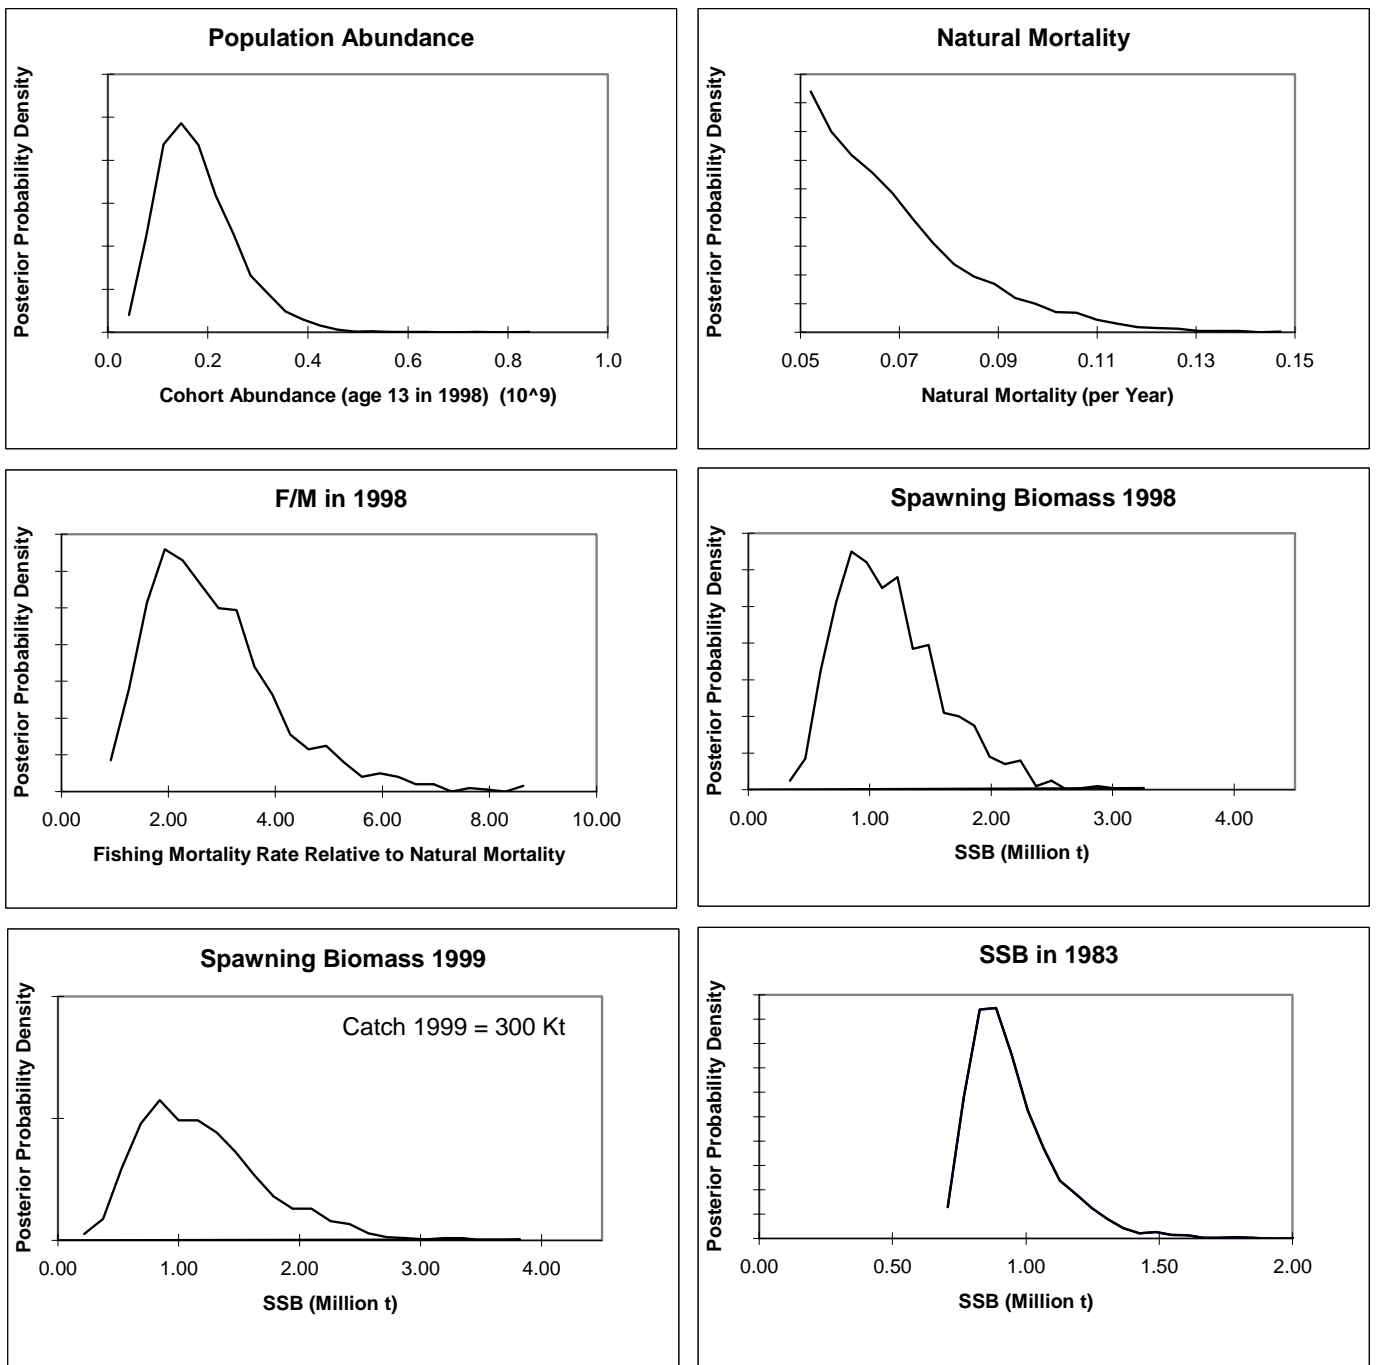 Population Abundance
Posterior Probability Density
0.0 0.2 0.4 0.6 0.8 1.0
Cohort Abundance (age 13 in 1998) (10^9)
Natural Mortality
Posterior Probability Density
0.05 0.07 0.09 0.11 0.13 0.15
Natural Mortality (per Year)
F/M in 1998
Posterior Probability Density
0.00 2.00 4.00 6.00 8.00 10.00
Fishing Mortality Rate Relative to Natural Mortality
Spawning Biomass 1998
Posterior Probability Density
0.00 1.00 2.00 3.00 4.00
SSB (Million t)
Spawning Biomass 1999
Catch 1999 = 300 Kt
Posterior Probability Density
0.00 1.00 2.00 3.00 4.00
SSB (Million t)
SSB in 1983
Posterior Probability Density
0.00 0.50 1.00 1.50 2.00
SSB (Million t)